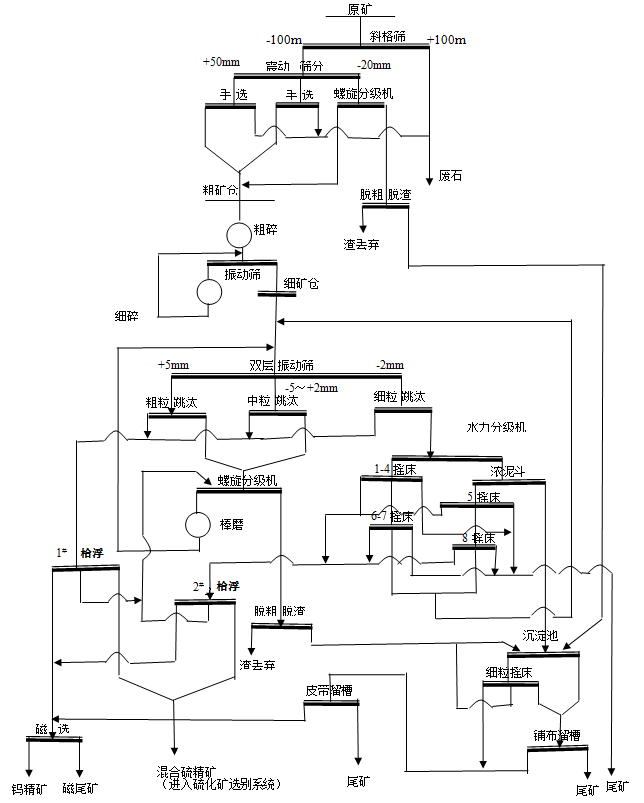 原矿
-100m
斜格筛
+100m
+50mm
震动 筛分
-20mm
手选
手选
螺旋分级机
废石
粗矿仓
脱粗 脱渣
粗碎
渣丢弃
振动筛
细矿仓
细碎
+5mm
双层 振动筛
-2mm
-5～+2mm
粗粒 跳汰
中粒 跳汰
细粒 跳汰
水力分级机
1-4 摇床
浓泥斗
螺旋分级机
5 摇床
6-7 摇床
棒磨
8 摇床
1# 枱浮
2# 枱浮
脱粗 脱渣
沉淀池
渣丢弃
细粒摇床
皮带留槽
磁 选
铺布留槽
钨精矿
磁尾矿
混合硫精矿
（进入硫化矿选别系统）
尾矿
尾矿
尾矿